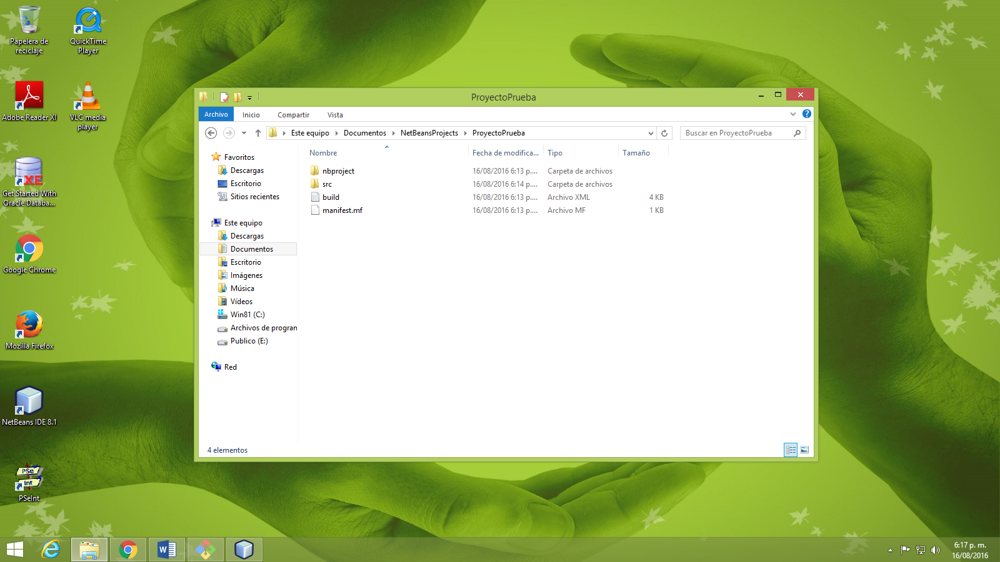 Papelera de
reciclaje
QuickTime
Player
Adobe Reader XI
VLC media
player
XE
Get Started With
Oracle Databa...
Google Chrome
Mozilla Firefox
NetBeans IDE 8.1
PSe
Int
PSeInt
ProyectoPrueba
Archivo
Inicio
Compartir
Vista
Este equipo
Documentos
NetBeansProjects
ProyectoPrueba
Buscar en ProyectoPrueba
Favoritos
Descargas
Escritorio
Sitios recientes
Este equipo
Descargas
Documentos
Escritorio
Imágenes
Música
Vídeos
Win81 (C:)
Archivos de progran
Publico (E:)
Red
Nombre Fecha de modifica... Tipo Tamaño
nbproject 16/08/2016 6:13 p.... Carpeta de archivos
src 16/08/2016 6:14 p.... Carpeta de archivos
build 16/08/2016 6:13 p.... Archivo XML 4 KB
manifest.mf 16/08/2016 6:13 p.... Archivo MF 1 KB
4 elementos
6:17 p. m.
16/08/2016